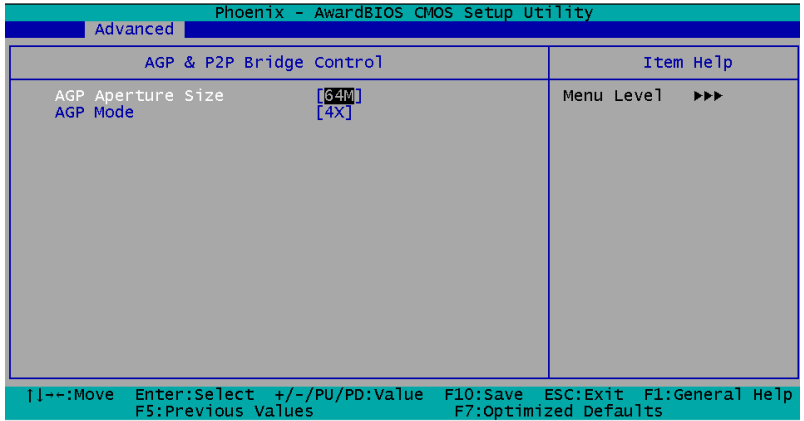 Phoenix - AwardBIOS CMOS Setup Utility
Advanced
AGP & P2P Bridge Control
Item Help
AGP Aperture Size [64M]
Menu Level ▶▶▶
AGP Mode [4X]
↑↓→←:Move Enter:Select +/-/PU/PD:Value F10:Save ESC:Exit F1:General Help
F5:Previous Values F7:Optimized Defaults